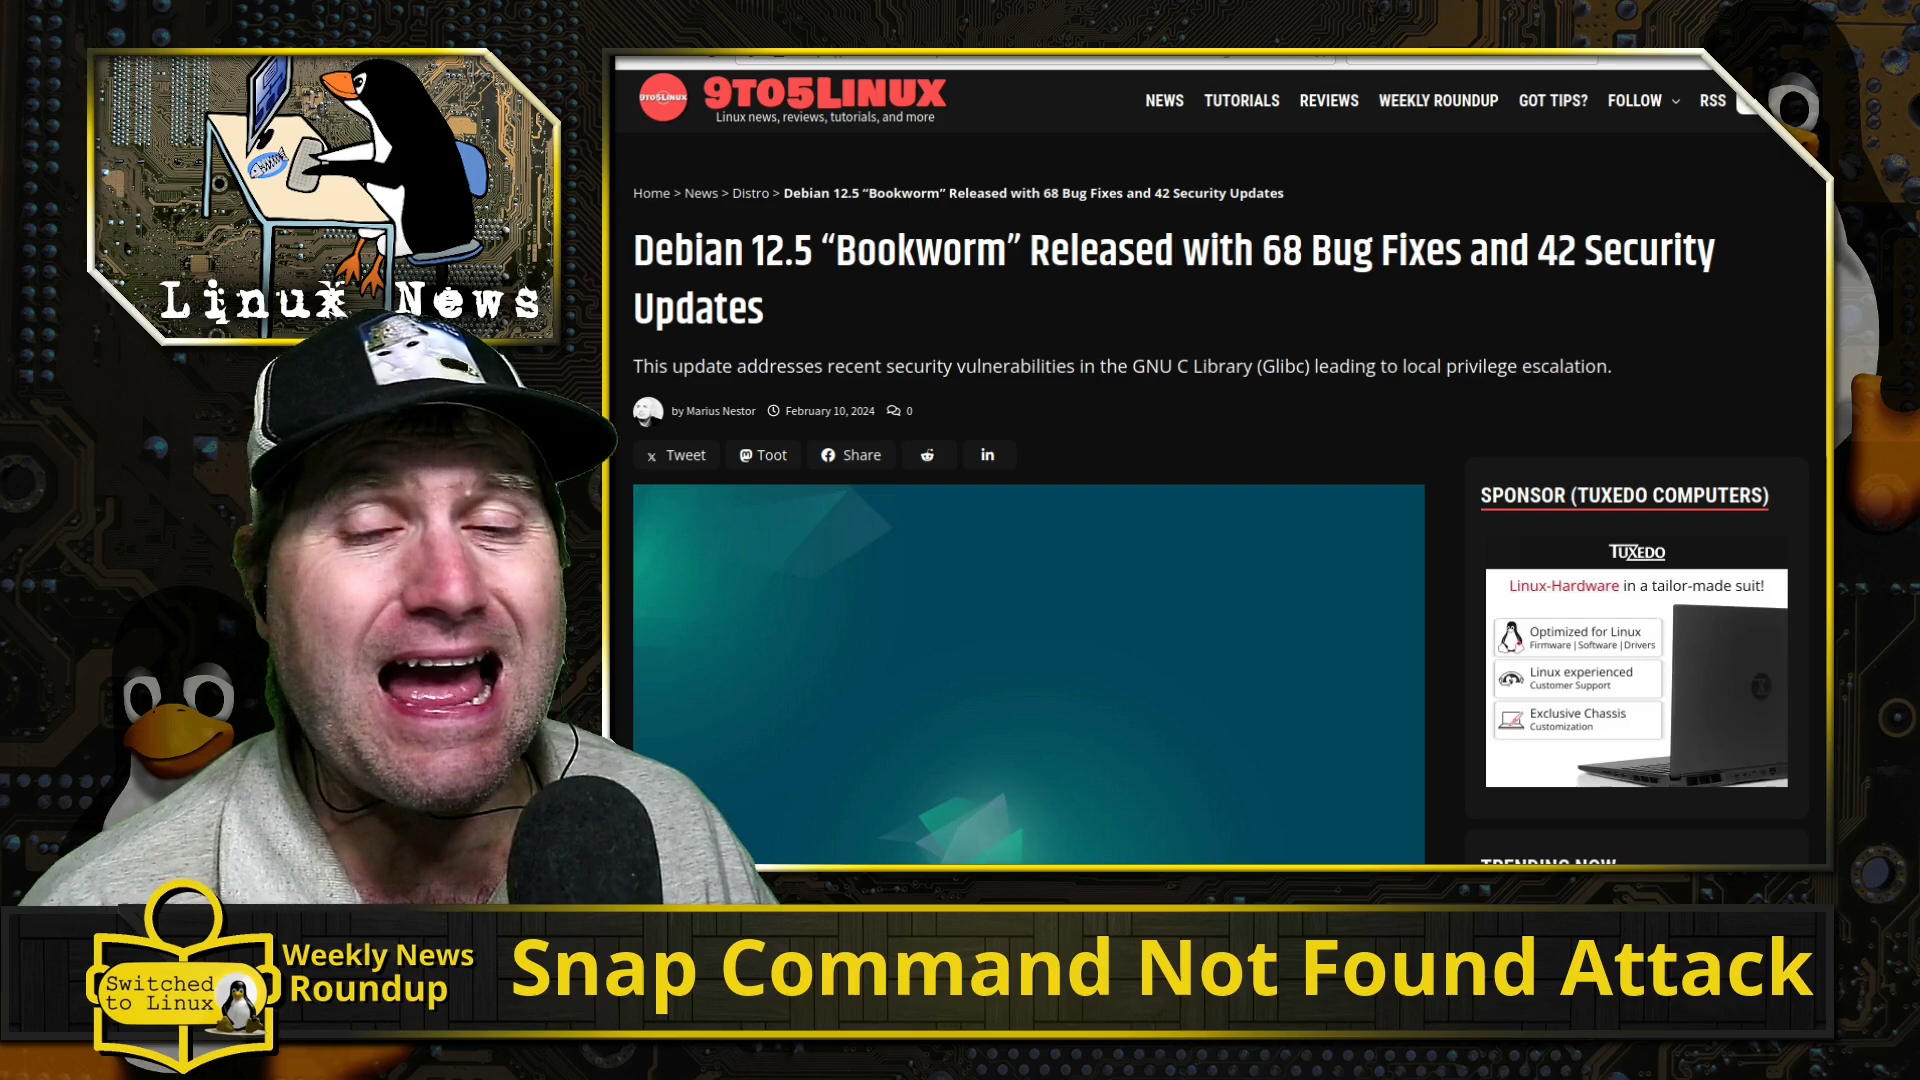 Linux News
9TO5LINUX
9TO5LINUX
Linux news, reviews, tutorials, and more
NEWS TUTORIALS REVIEWS WEEKLY ROUNDUP GOT TIPS? FOLLOW RSS
Home > News > Distro > Debian 12.5 “Bookworm” Released with 68 Bug Fixes and 42 Security Updates
Debian 12.5 “Bookworm” Released with 68 Bug Fixes and 42 Security
Updates
This update addresses recent security vulnerabilities in the GNU C Library (Glibc) leading to local privilege escalation.
by Marius Nestor February 10, 2024 0
Tweet Toot Share
SPONSOR (TUXEDO COMPUTERS)
TUXEDO
Linux-Hardware in a tailor-made suit!
Optimized for Linux
Firmware | Software | Drivers
Linux experienced
Customer Support
Exclusive Chassis
Customization
TRENDING NOW
Switched
to Linux
Weekly News
Roundup
Snap Command Not Found Attack